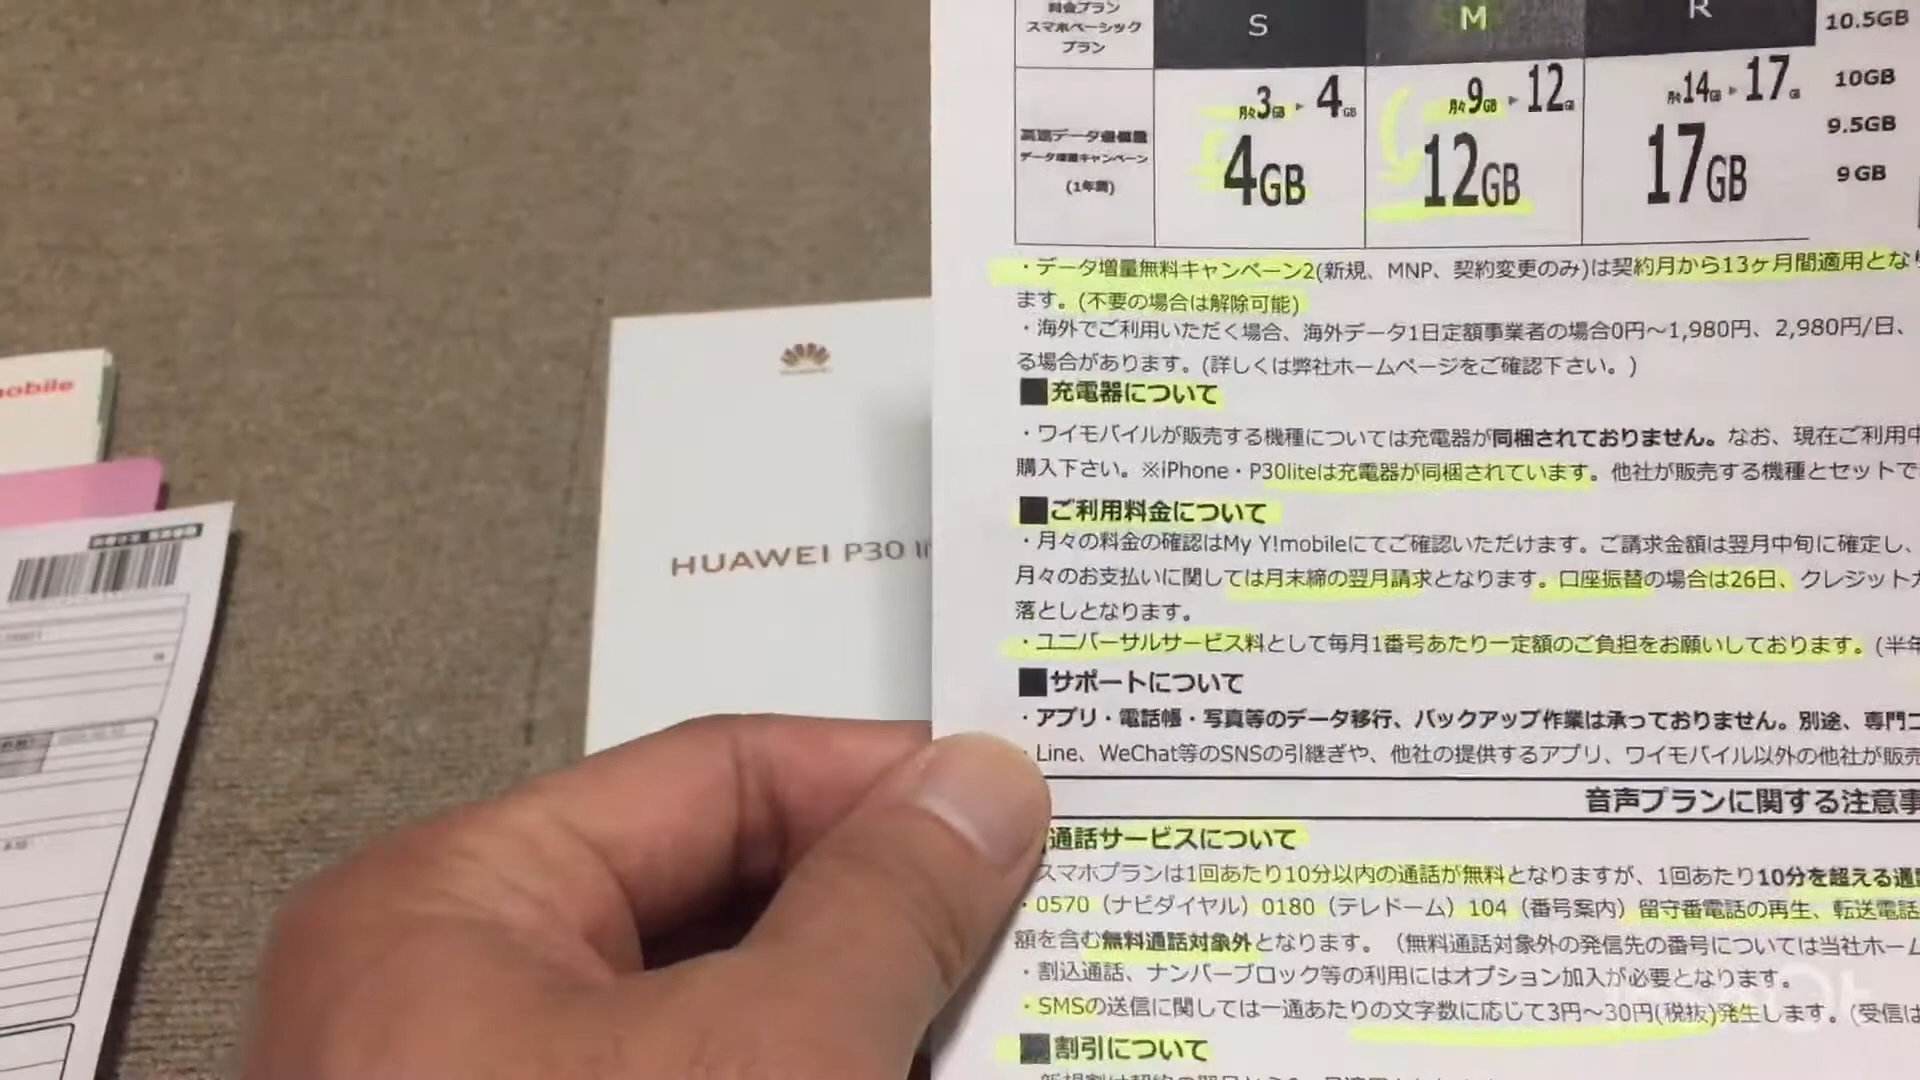 mobile
HUAWEI P30 li
料金プラン
スマホベーシック
プラン
S
M
R
10.5GB
10GB
9.5GB
9GB
高速データ通信量
データ増量キャンペーン
(1年間)
月々3GB ▶ 4GB
4GB
月々9GB ▶ 12GB
12GB
月々14GB ▶ 17GB
17GB
・データ増量無料キャンペーン2(新規、MNP、契約変更のみ)は契約月から13ヶ月間適用となり
ます。(不要の場合は解除可能)
・海外でご利用いただく場合、海外データ1日定額事業者の場合0円～1,980円、2,980円/日、
る場合があります。(詳しくは弊社ホームページをご確認下さい。)
■充電器について
・ワイモバイルが販売する機種については充電器が同梱されておりません。なお、現在ご利用中
購入下さい。※iPhone・P30liteは充電器が同梱されています。他社が販売する機種とセットで
■ご利用料金について
・月々の料金の確認はMy Y!mobileにてご確認いただけます。ご請求金額は翌月中旬に確定し、
月々のお支払いに関しては月末締の翌月請求となります。口座振替の場合は26日、クレジットカ
落としとなります。
・ユニバーサルサービス料として毎月1番号あたり一定額のご負担をお願いしております。(半年
■サポートについて
・アプリ・電話帳・写真等のデータ移行、バックアップ作業は承っておりません。別途、専門コ
・Line、WeChat等のSNSの引継ぎや、他社の提供するアプリ、ワイモバイル以外の他社が販売
音声プランに関する注意事
通話サービスについて
スマホプランは1回あたり10分以内の通話が無料となりますが、1回あたり10分を超える通話
・0570（ナビダイヤル）0180（テレドーム）104（番号案内）留守番電話の再生、転送電話
額を含む無料通話対象外となります。（無料通話対象外の発信先の番号については当社ホーム
・割込通話、ナンバーブロック等の利用にはオプション加入が必要となります。
・SMSの送信に関しては一通あたりの文字数に応じて3円～30円(税抜)発生します。(受信は
■割引について